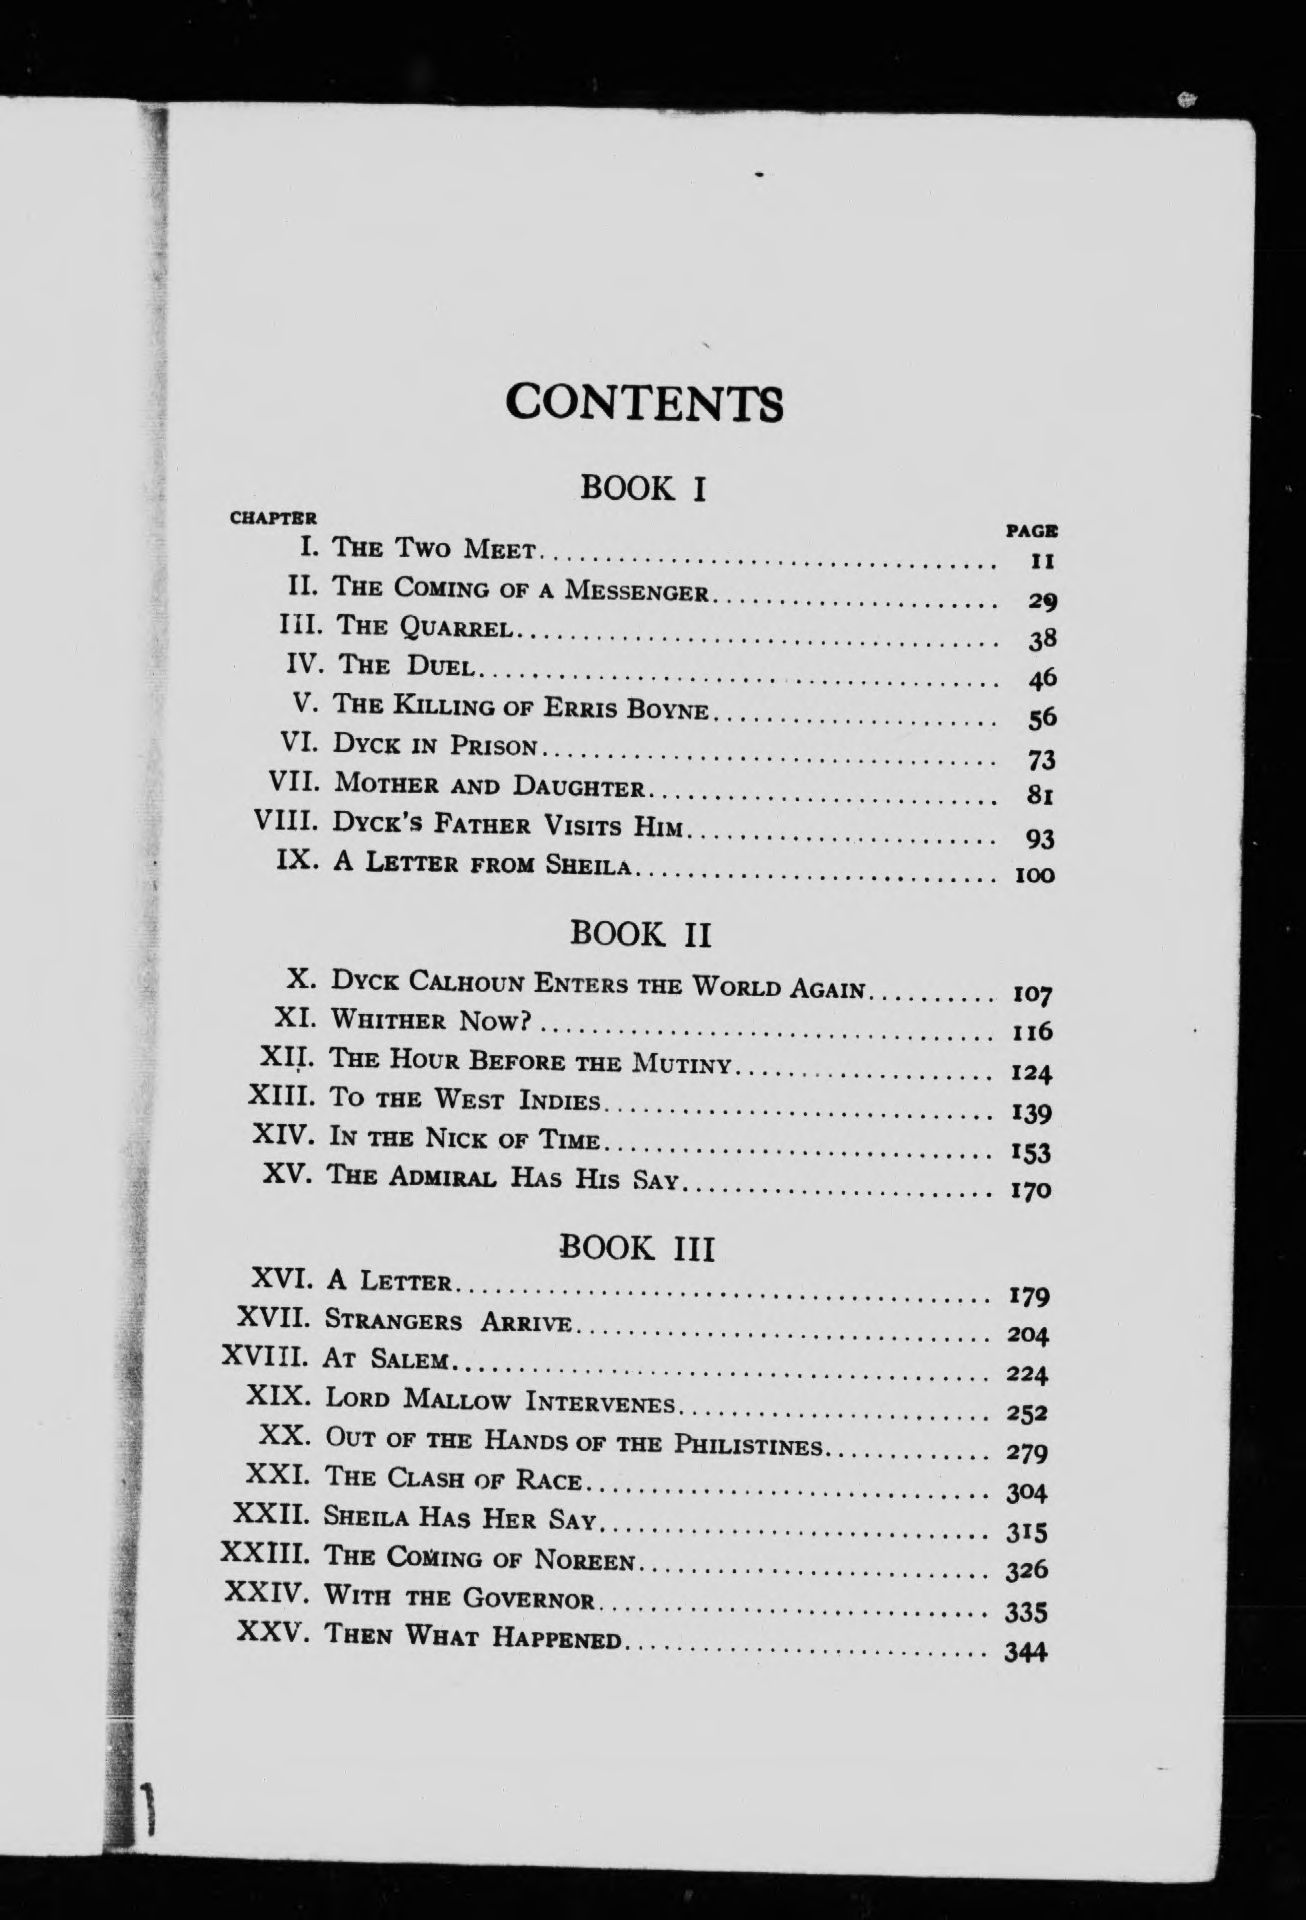 CONTENTS
BOOK I
CHAPTER PAGE
I. The Two Meet........ 11
II. The Coming of a Messenger........ 29
III. The Quarrel........ 38
IV. The Duel........ 46
V. The Killing of Erris Boyne........ 56
VI. Dyck in Prison........ 73
VII. Mother and Daughter........ 81
VIII. Dyck's Father Visits Him........ 93
IX. A Letter from Sheila........ 100
BOOK II
X. Dyck Calhoun Enters the World Again........ 107
XI. Whither Now?........ 116
XII. The Hour Before the Mutiny........ 124
XIII. To the West Indies........ 139
XIV. In the Nick of Time........ 153
XV. The Admiral Has His Say........ 170
BOOK III
XVI. A Letter........ 179
XVII. Strangers Arrive........ 204
XVIII. At Salem........ 224
XIX. Lord Mallow Intervenes........ 252
XX. Out of the Hands of the Philistines........ 279
XXI. The Clash of Race........ 304
XXII. Sheila Has Her Say........ 315
XXIII. The Coming of Noreen........ 326
XXIV. With the Governor........ 335
XXV. Then What Happened........ 344